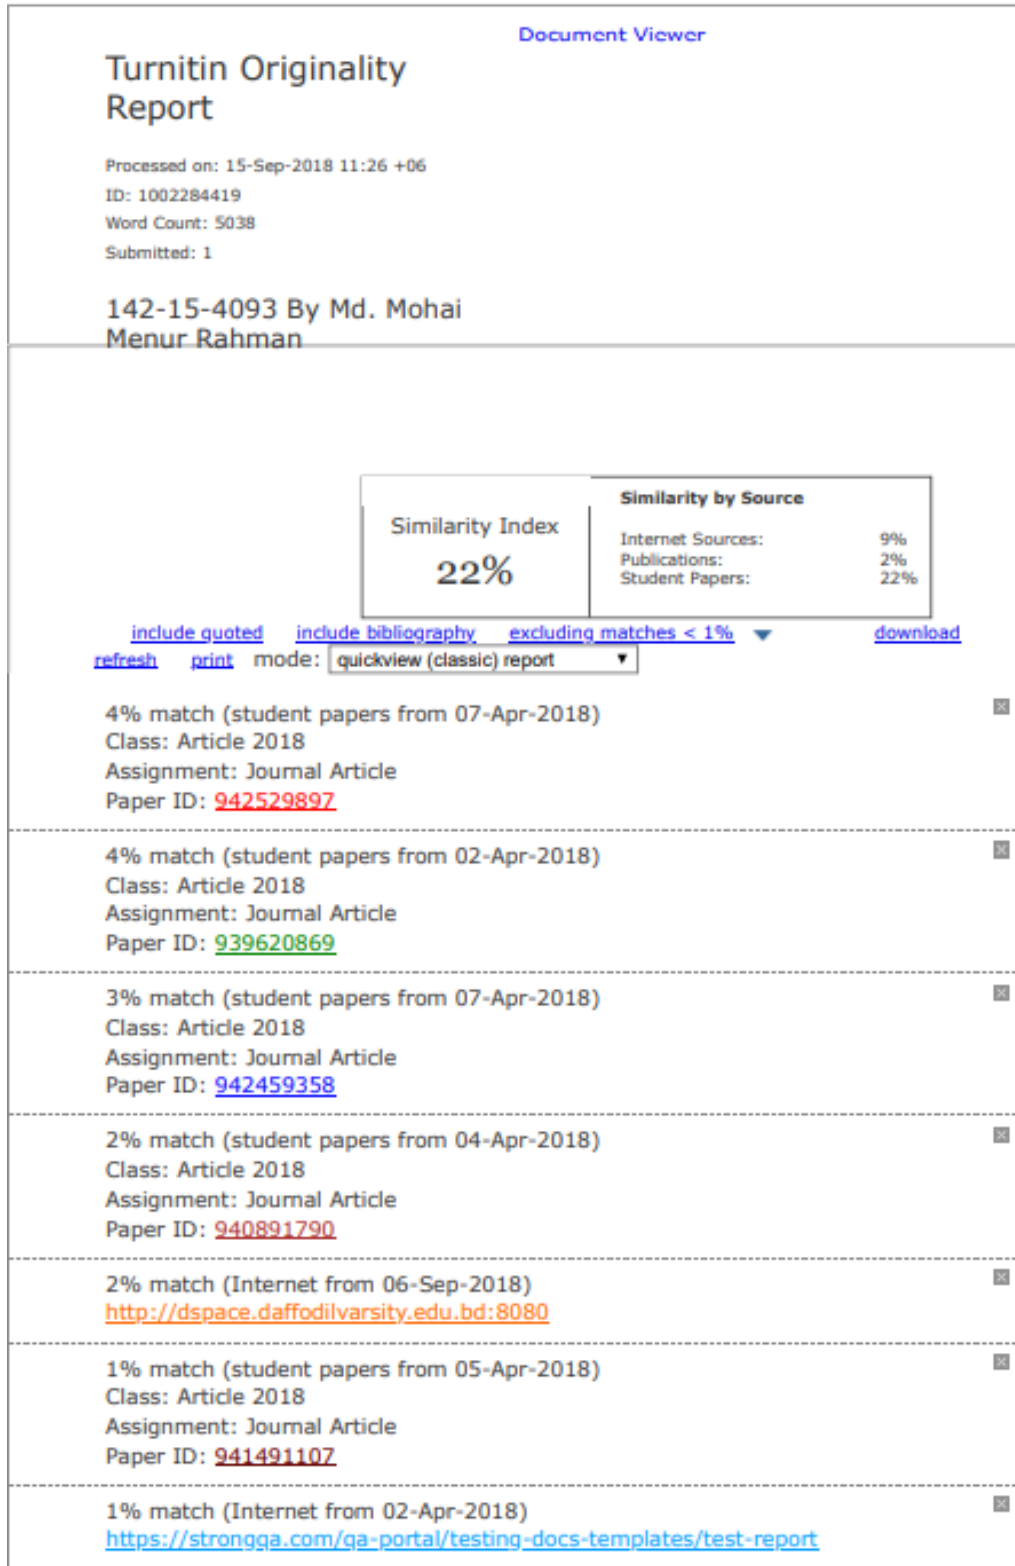 Document Viewer
Turnitin Originality
Report
Processed on: 15-Sep-2018 11:26 +06
ID: 1002284419
Word Count: 5038
Submitted: 1
142-15-4093 By Md. Mohai
Menur Rahman
Similarity Index
22%
Similarity by Source
Internet Sources: 9%
Publications: 2%
Student Papers: 22%
include quoted include bibliography excluding matches < 1% download
refresh print mode: quickview (classic) report
4% match (student papers from 07-Apr-2018)
Class: Article 2018
Assignment: Journal Article
Paper ID: 942529897
4% match (student papers from 02-Apr-2018)
Class: Article 2018
Assignment: Journal Article
Paper ID: 939620869
3% match (student papers from 07-Apr-2018)
Class: Article 2018
Assignment: Journal Article
Paper ID: 942459358
2% match (student papers from 04-Apr-2018)
Class: Article 2018
Assignment: Journal Article
Paper ID: 940891790
2% match (Internet from 06-Sep-2018)
http://dspace.daffodilvarsity.edu.bd:8080
1% match (student papers from 05-Apr-2018)
Class: Article 2018
Assignment: Journal Article
Paper ID: 941491107
1% match (Internet from 02-Apr-2018)
https://strongqa.com/qa-portal/testing-docs-templates/test-report